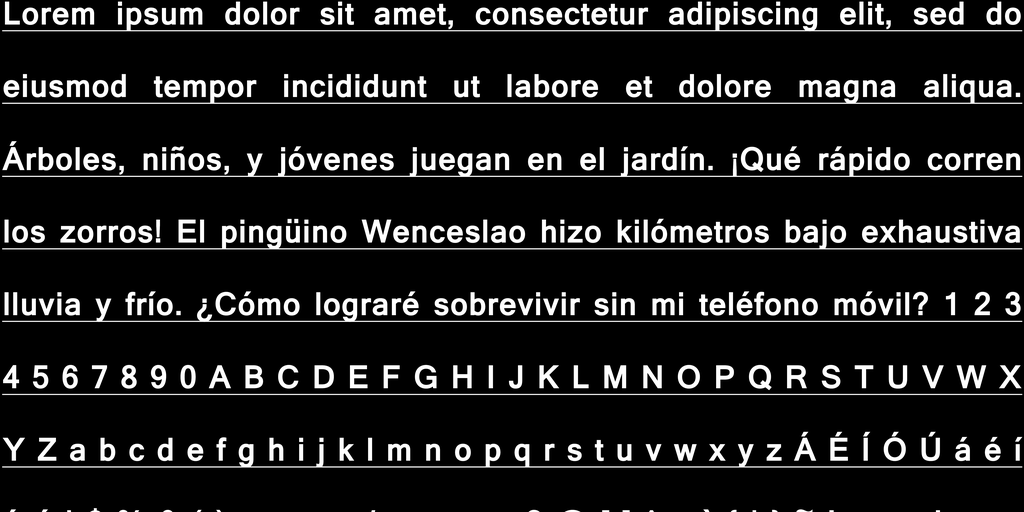 Lorem ipsum dolor sit amet, consectetur adipiscing elit, sed do
eiusmod tempor incididunt ut labore et dolore magna aliqua.
Árboles, niños, y jóvenes juegan en el jardín. ¡Qué rápido corren
los zorros! El pingüino Wenceslao hizo kilómetros bajo exhaustiva
lluvia y frío. ¿Cómo lograré sobrevivir sin mi teléfono móvil? 1 2 3
4 5 6 7 8 9 0 A B C D E F G H I J K L M N O P Q R S T U V W X
Y Z a b c d e f g h i j k l m n o p q r s t u v w x y z Á É Í Ó Ú á é í